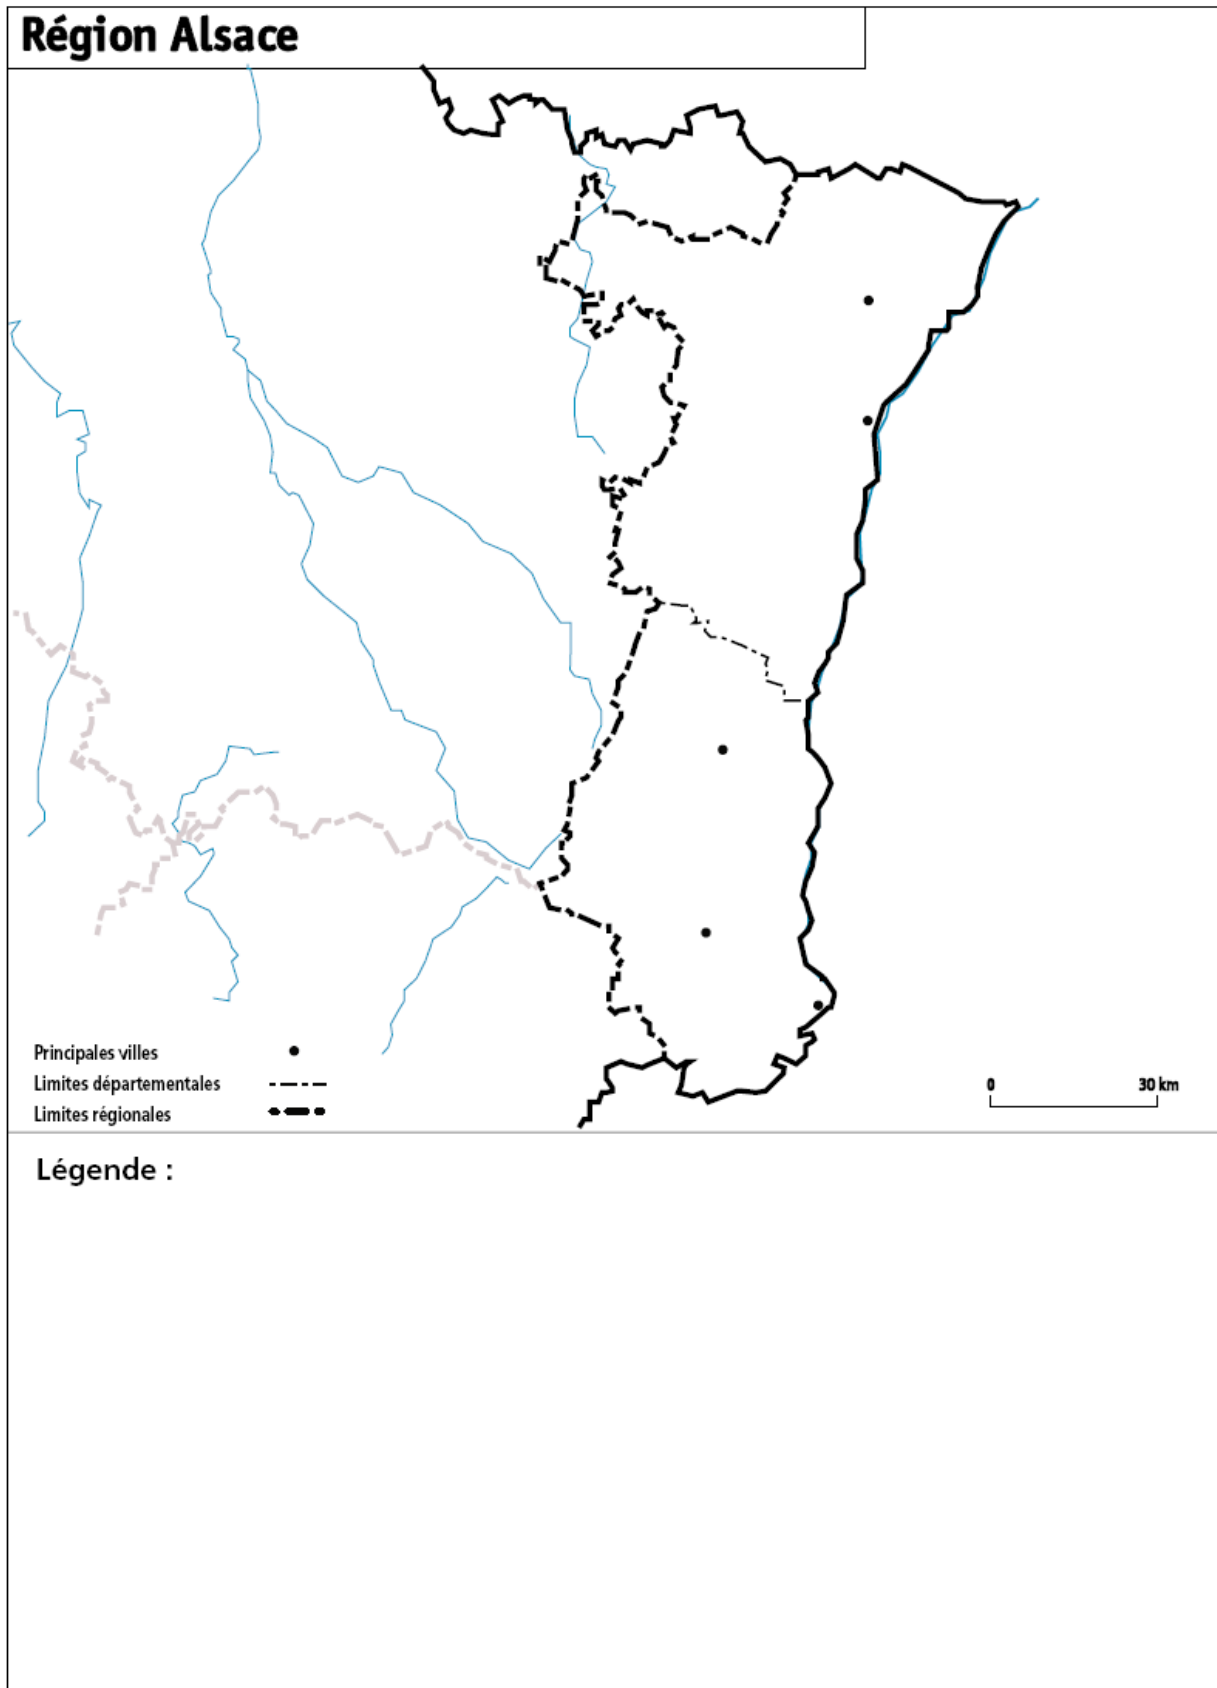 Région Alsace
Principales villes
Limites départementales
Limites régionales
0 30 km
Légende :